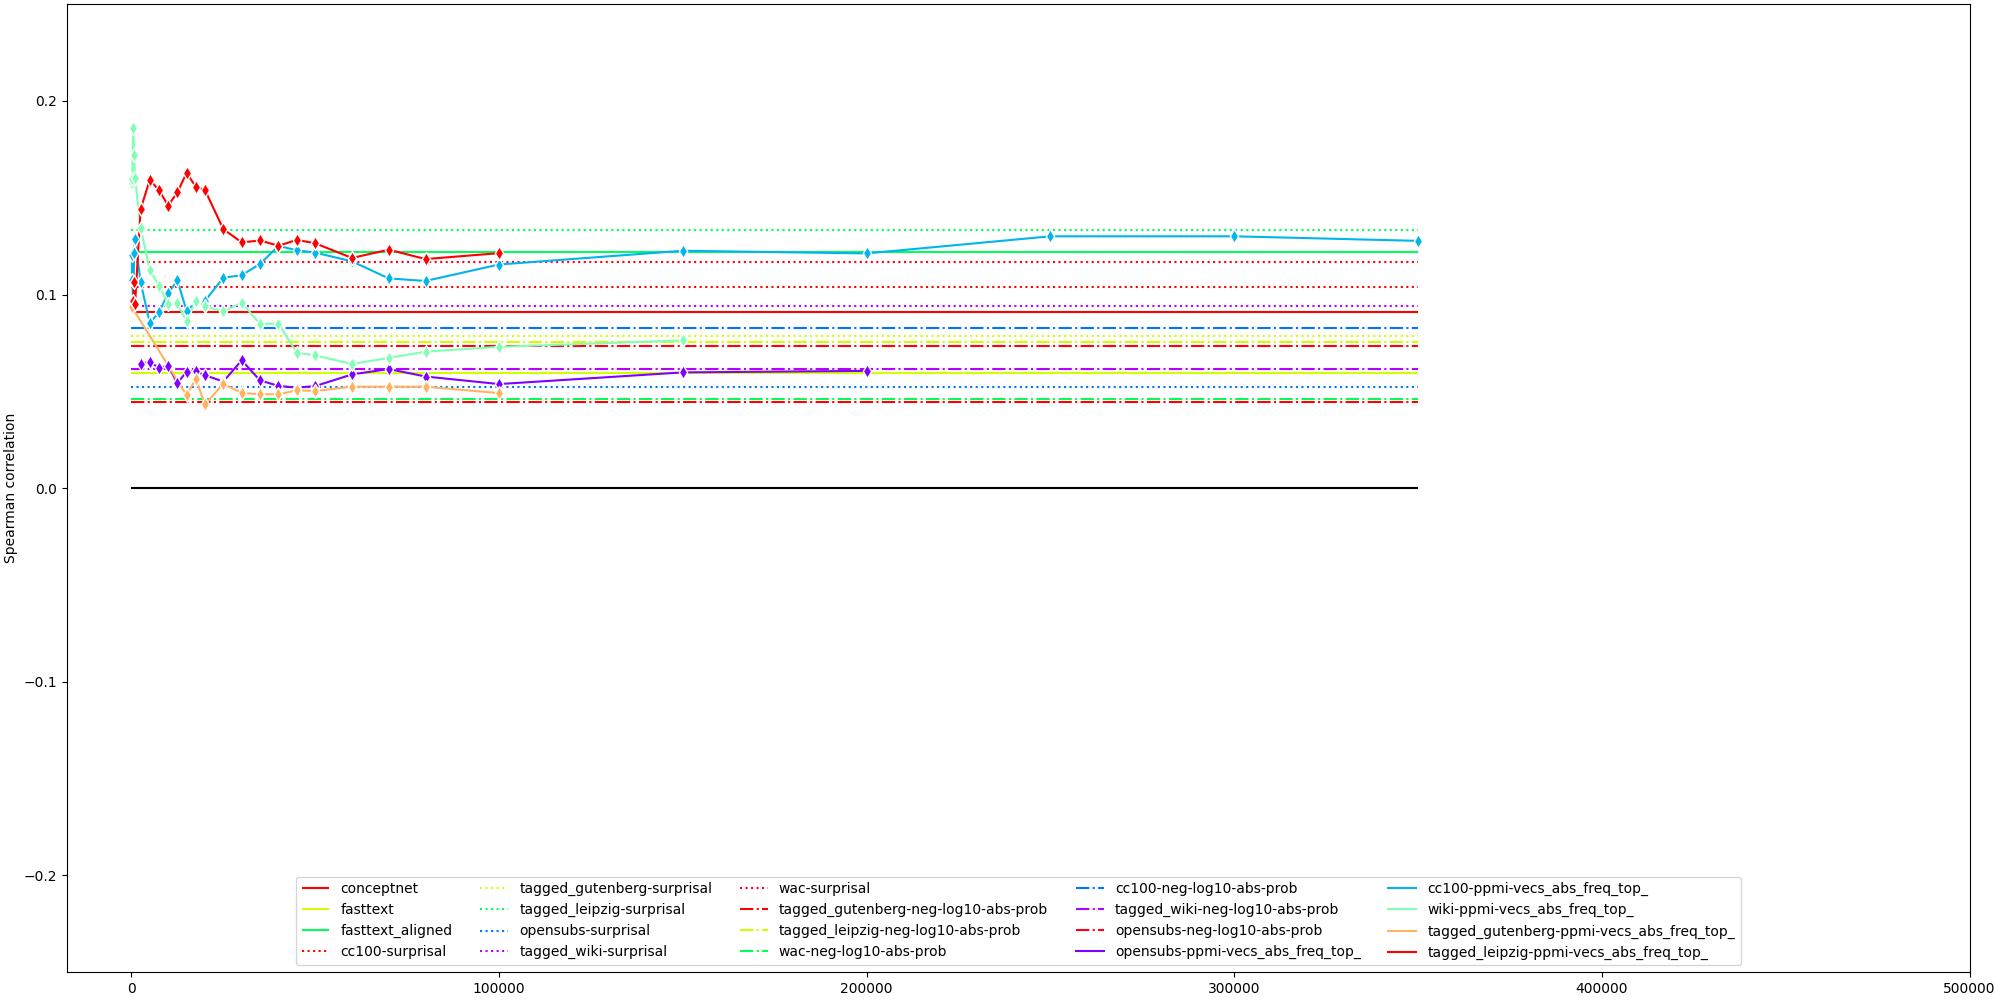 0.2
0.1
0.0
−0.1
−0.2
Spearman correlation
conceptnet
fasttext
fasttext_aligned
cc100-surprisal
tagged_gutenberg-surprisal
tagged_leipzig-surprisal
opensubs-surprisal
tagged_wiki-surprisal
wac-surprisal
tagged_gutenberg-neg-log10-abs-prob
tagged_leipzig-neg-log10-abs-prob
wac-neg-log10-abs-prob
cc100-neg-log10-abs-prob
tagged_wiki-neg-log10-abs-prob
opensubs-neg-log10-abs-prob
opensubs-ppmi-vecs_abs_freq_top_
cc100-ppmi-vecs_abs_freq_top_
wiki-ppmi-vecs_abs_freq_top_
tagged_gutenberg-ppmi-vecs_abs_freq_top_
tagged_leipzig-ppmi-vecs_abs_freq_top_
0
100000
200000
300000
400000
500000